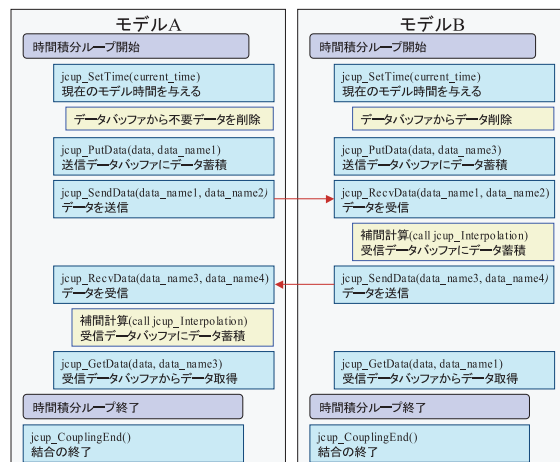 モデルA
時間積分ループ開始
jcup_SetTime(current_time)
現在のモデル時間を与える
データバッファから不要データを削除
jcup_PutData(data, data_name1)
送信データバッファにデータ蓄積
jcup_SendData(data_name1, data_name2)
データを送信
jcup_RecvData(data_name3, data_name4)
データを受信
補間計算(call jcup_Interpolation)
受信データバッファにデータ蓄積
jcup_GetData(data, data_name3)
受信データバッファからデータ取得
時間積分ループ終了
jcup_CouplingEnd()
結合の終了
モデルB
時間積分ループ開始
jcup_SetTime(current_time)
現在のモデル時間を与える
データバッファからデータ削除
jcup_PutData(data, data_name3)
送信データバッファにデータ蓄積
jcup_RecvData(data_name1, data_name2)
データを受信
補間計算(call jcup_Interpolation)
受信データバッファにデータ蓄積
jcup_SendData(data_name3, data_name4)
データを送信
jcup_GetData(data, data_name1)
受信データバッファからデータ取得
時間積分ループ終了
jcup_CouplingEnd()
結合の終了